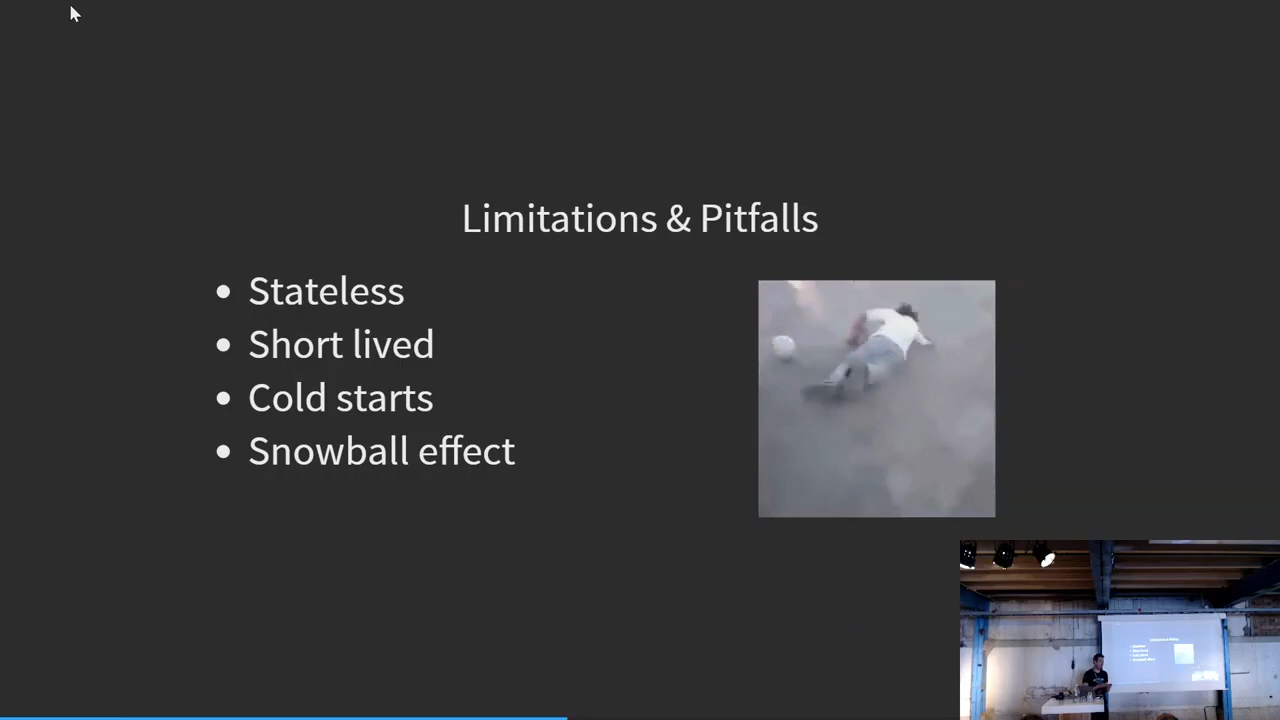 Limitations & Pitfalls
Stateless
Short lived
Cold starts
Snowball effect